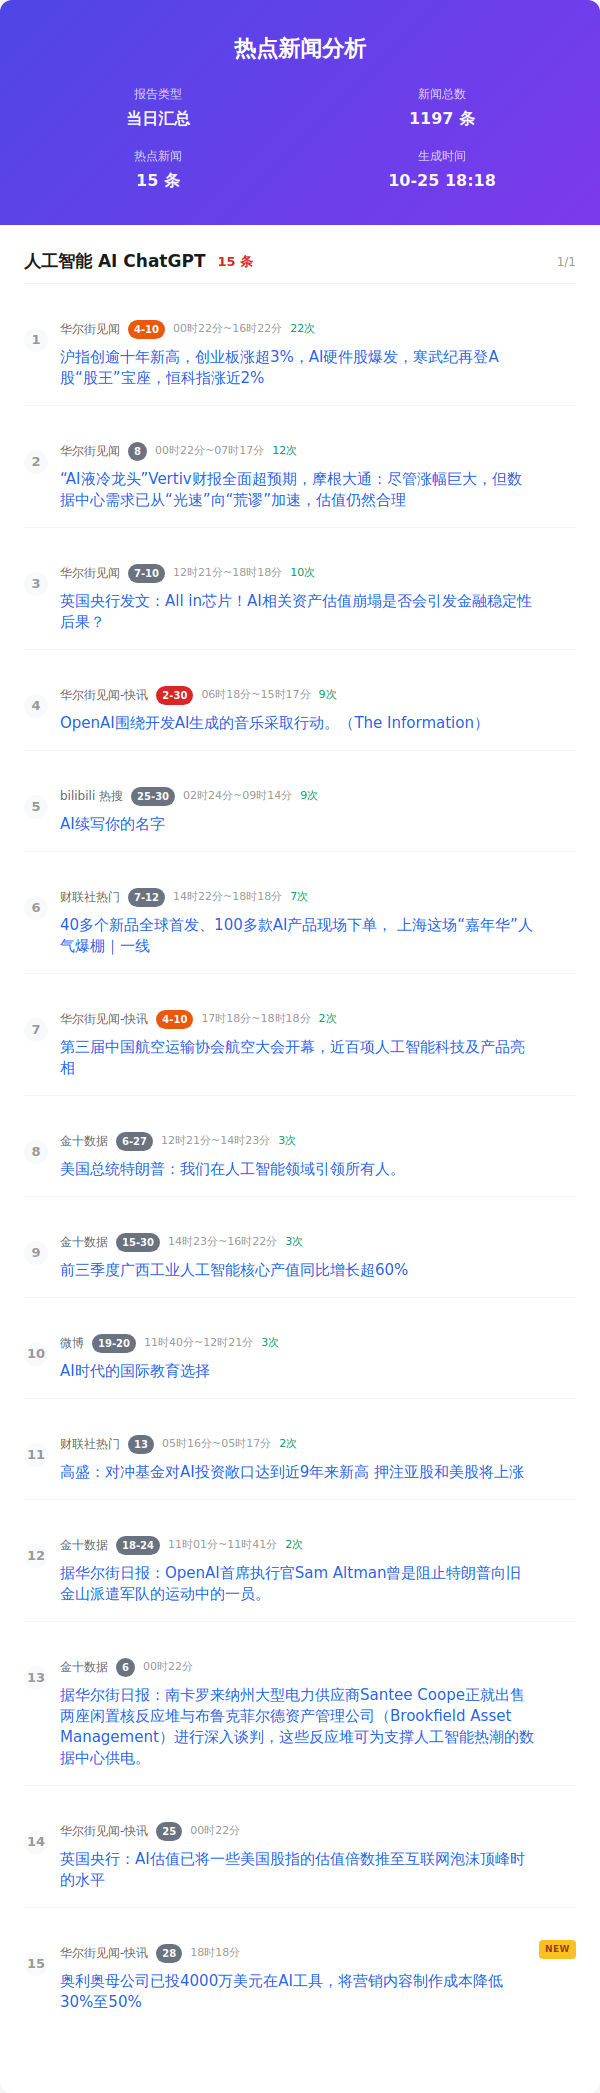 热点新闻分析
报告类型
当日汇总
新闻总数
1197 条
热点新闻
15 条
生成时间
10-25 18:18
人工智能 AI ChatGPT 15 条 1/1
1
华尔街见闻 4-10 00时22分~16时22分 22次
沪指创逾十年新高，创业板涨超3%，AI硬件股爆发，寒武纪再登A
股“股王”宝座，恒科指涨近2%
2
华尔街见闻 8 00时22分~07时17分 12次
“AI液冷龙头”Vertiv财报全面超预期，摩根大通：尽管涨幅巨大，但数
据中心需求已从“光速”向“荒谬”加速，估值仍然合理
3
华尔街见闻 7-10 12时21分~18时18分 10次
英国央行发文：All in芯片！AI相关资产估值崩塌是否会引发金融稳定性
后果？
4
华尔街见闻-快讯 2-30 06时18分~15时17分 9次
OpenAI围绕开发AI生成的音乐采取行动。（The Information）
5
bilibili 热搜 25-30 02时24分~09时14分 9次
AI续写你的名字
6
财联社热门 7-12 14时22分~18时18分 7次
40多个新品全球首发、100多款AI产品现场下单， 上海这场“嘉年华”人
气爆棚｜一线
7
华尔街见闻-快讯 4-10 17时18分~18时18分 2次
第三届中国航空运输协会航空大会开幕，近百项人工智能科技及产品亮
相
8
金十数据 6-27 12时21分~14时23分 3次
美国总统特朗普：我们在人工智能领域引领所有人。
9
金十数据 15-30 14时23分~16时22分 3次
前三季度广西工业人工智能核心产值同比增长超60%
10
微博 19-20 11时40分~12时21分 3次
AI时代的国际教育选择
11
财联社热门 13 05时16分~05时17分 2次
高盛：对冲基金对AI投资敞口达到近9年来新高 押注亚股和美股将上涨
12
金十数据 18-24 11时01分~11时41分 2次
据华尔街日报：OpenAI首席执行官Sam Altman曾是阻止特朗普向旧
金山派遣军队的运动中的一员。
13
金十数据 6 00时22分
据华尔街日报：南卡罗来纳州大型电力供应商Santee Coope正就出售
两座闲置核反应堆与布鲁克菲尔德资产管理公司（Brookfield Asset
Management）进行深入谈判，这些反应堆可为支撑人工智能热潮的数
据中心供电。
14
华尔街见闻-快讯 25 00时22分
英国央行：AI估值已将一些美国股指的估值倍数推至互联网泡沫顶峰时
的水平
15
华尔街见闻-快讯 28 18时18分 NEW
奥利奥母公司已投4000万美元在AI工具，将营销内容制作成本降低
30%至50%